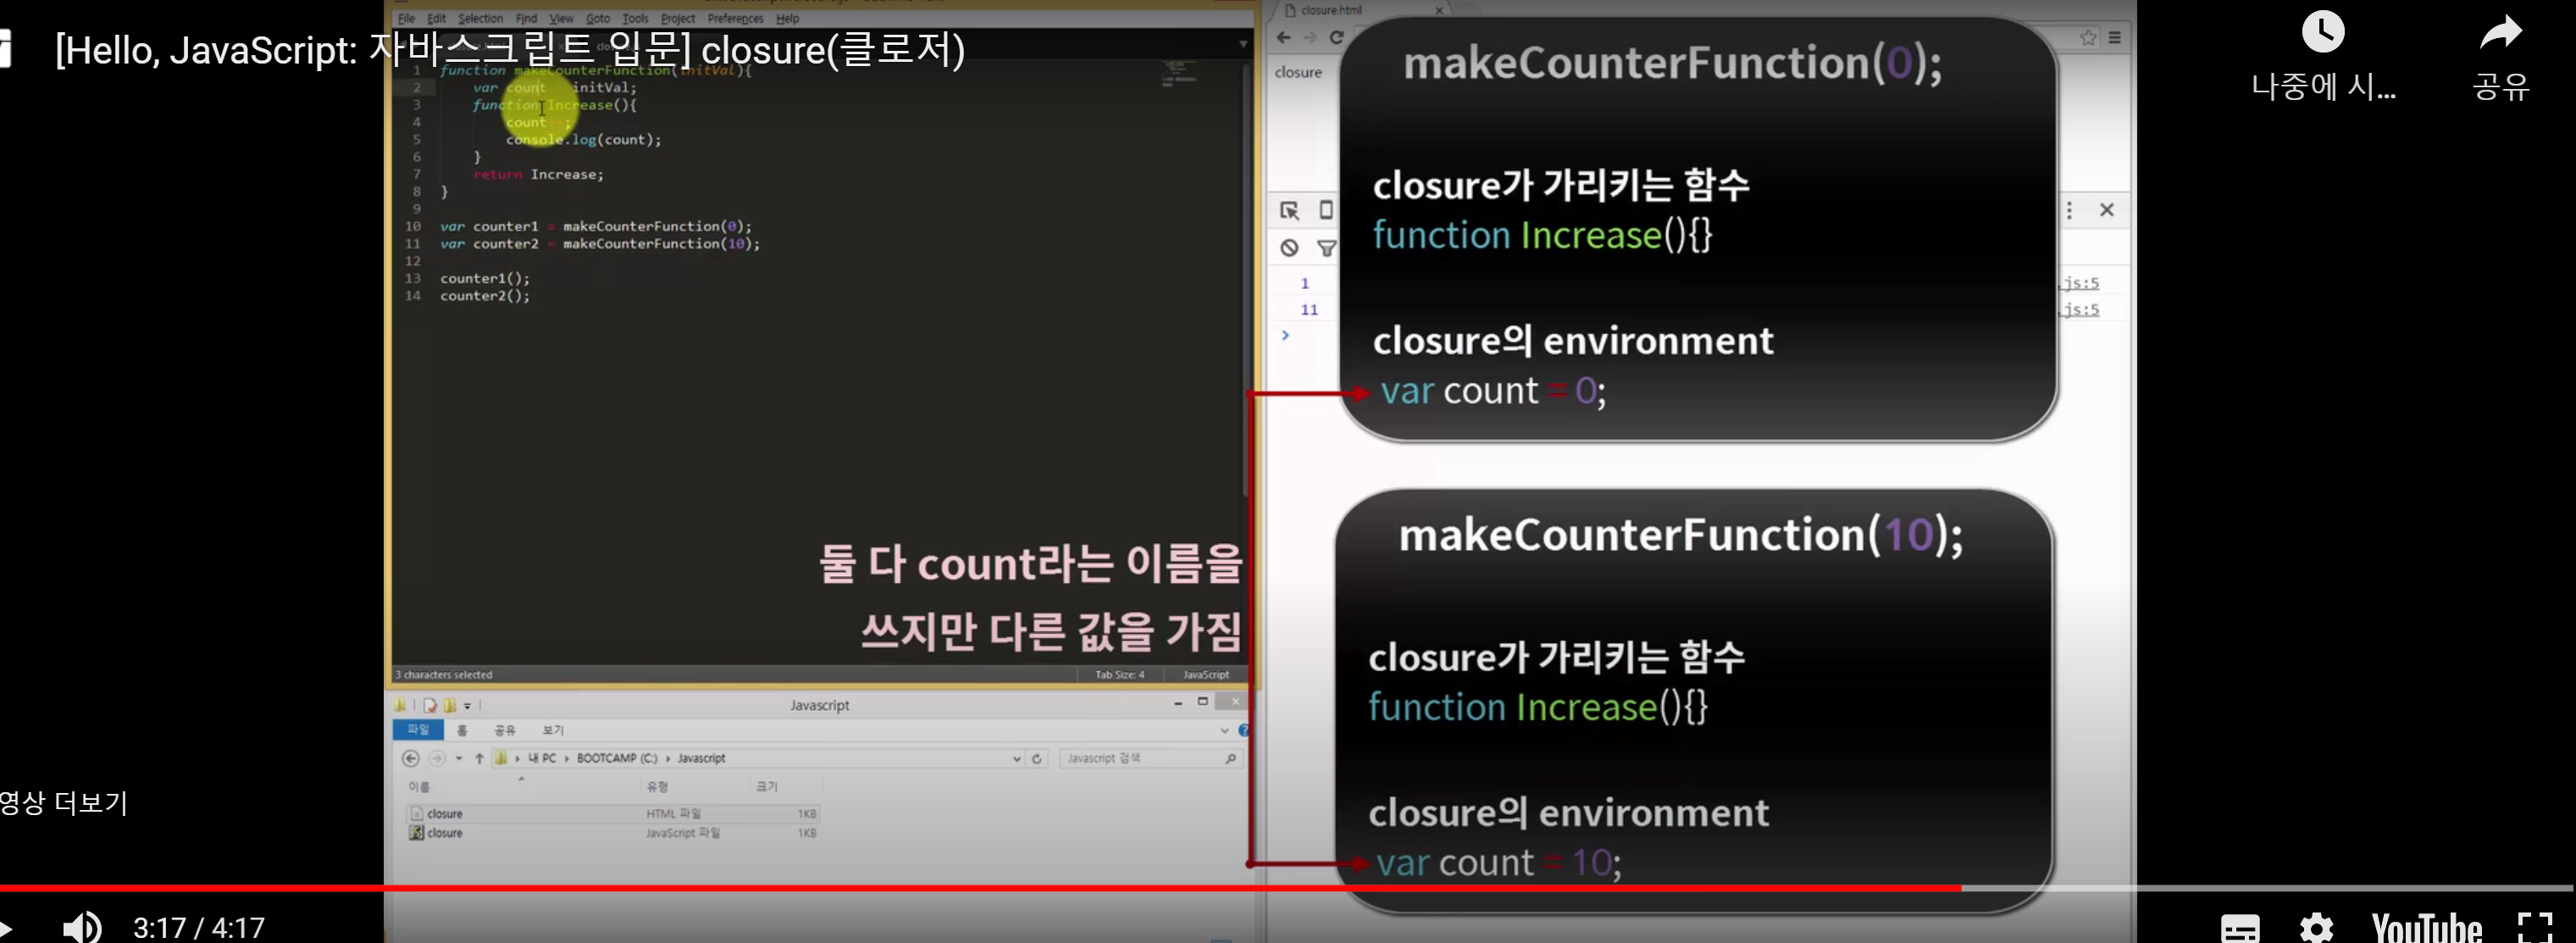 File Edit Selection Find View Goto Tools Project Preferences Help
[Hello, JavaScript: 자바스크립트 입문] closure(클로저)
나중에 시...
공유
1 function makeCounterFunction(initVal){
2 var count initVal;
3 function Increase(){
4 count++;
5 console.log(count);
6 }
7 return Increase;
8 }
9
10 var counter1 = makeCounterFunction(0);
11 var counter2 = makeCounterFunction(10);
12
13 counter1();
14 counter2();
둘 다 count라는 이름을
쓰지만 다른 값을 가짐
3 characters selected
Tab Size: 4
JavaScript
closure.html
closure
1
.js:5
11
.js:5
makeCounterFunction(0);
closure가 가리키는 함수
function Increase(){}
closure의 environment
var count = 0;
makeCounterFunction(10);
closure가 가리키는 함수
function Increase(){}
closure의 environment
var count = 10;
Javascript
파일 홈 공유 보기
내 PC BOOTCAMP (C:) Javascript
Javascript 검색
이름 유형 크기
closure HTML 파일 1KB
closure JavaScript 파일 1KB
영상 더보기
3:17 / 4:17
YouTube